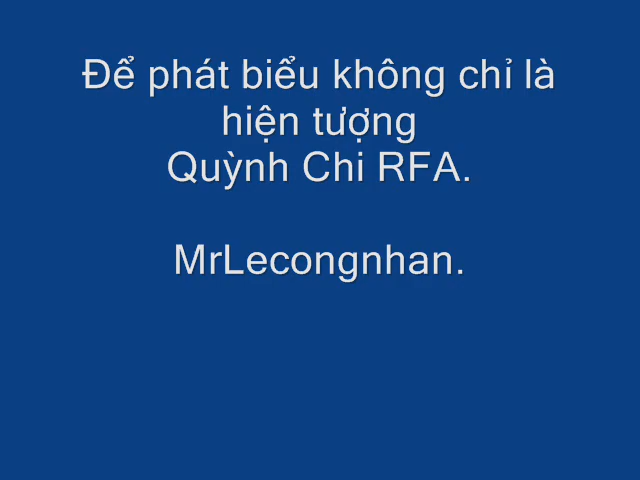 Để phát biểu không chỉ là
hiện tượng
Quỳnh Chi RFA.
MrLecongnhan.